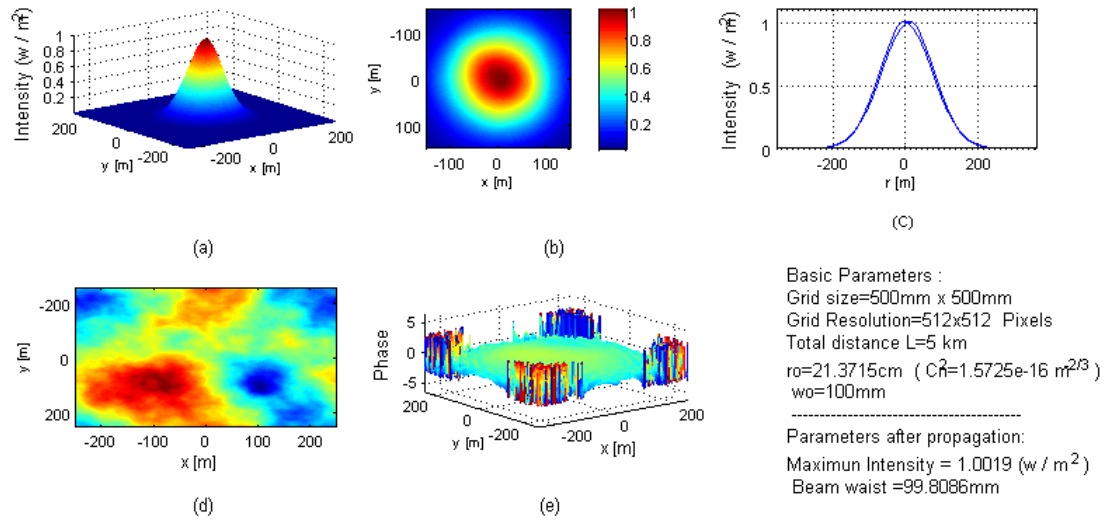 Intensity (w / m²)
1
0.8
0.6
0.4
0.2
200
0
-200
y [m]
-200
0
200
x [m]
(a)
-100
0
100
y [m]
-100 0 100
x [m]
1
0.8
0.6
0.4
0.2
(b)
Intensity (w / m²)
1
0.5
0
-200 0 200
r [m]
(C)
-200
0
200
y [m]
-200 -100 0 100 200
x [m]
(d)
Phase
5
0
-5
200
0
-200
y [m]
-200
0
200
x [m]
(e)
Basic Parameters :
Grid size=500mm x 500mm
Grid Resolution=512x512 Pixels
Total distance L=5 km
ro=21.3715cm ( Cn²=1.5725e-16 m^2/3 )
wo=100mm
------------------------------------------
Parameters after propagation:
Maximun Intensity = 1.0019 (w / m² )
Beam waist =99.8086mm